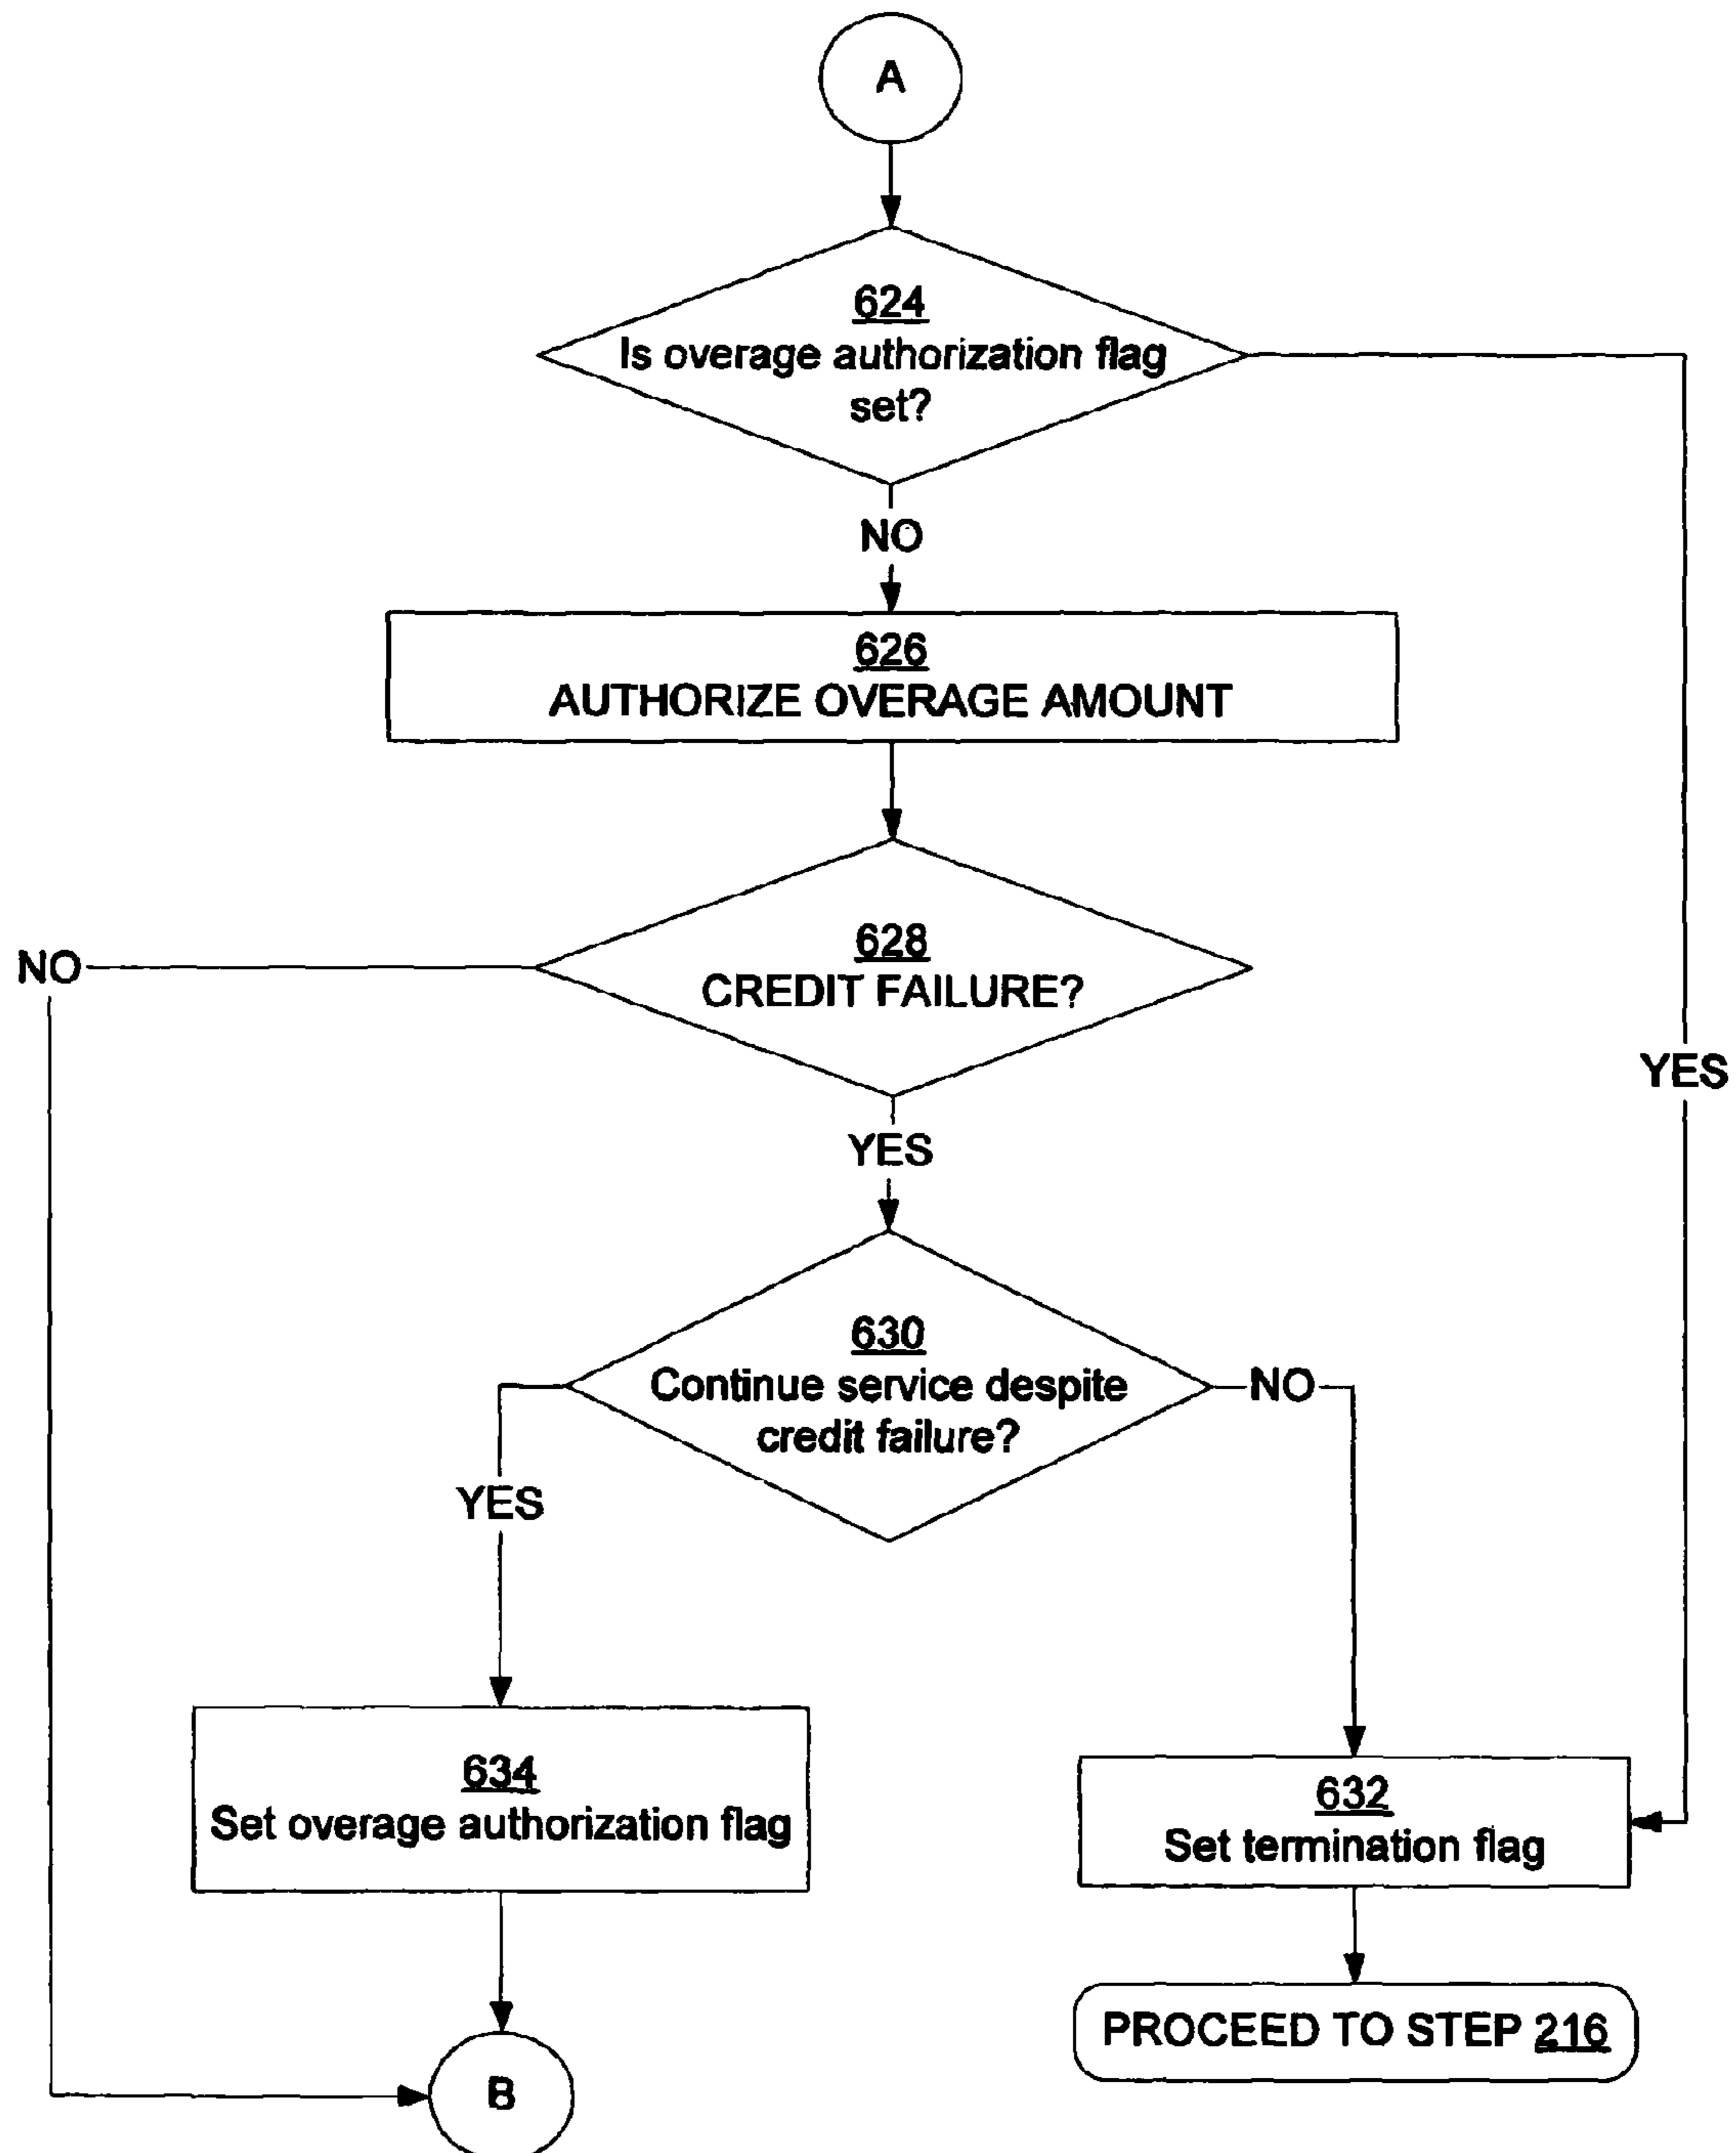 A
624
Is overage authorization flag
set?
NO
626
AUTHORIZE OVERAGE AMOUNT
628
CREDIT FAILURE?
NO
YES
YES
630
Continue service despite
credit failure?
NO
YES
634
Set overage authorization flag
632
Set termination flag
PROCEED TO STEP 216
B